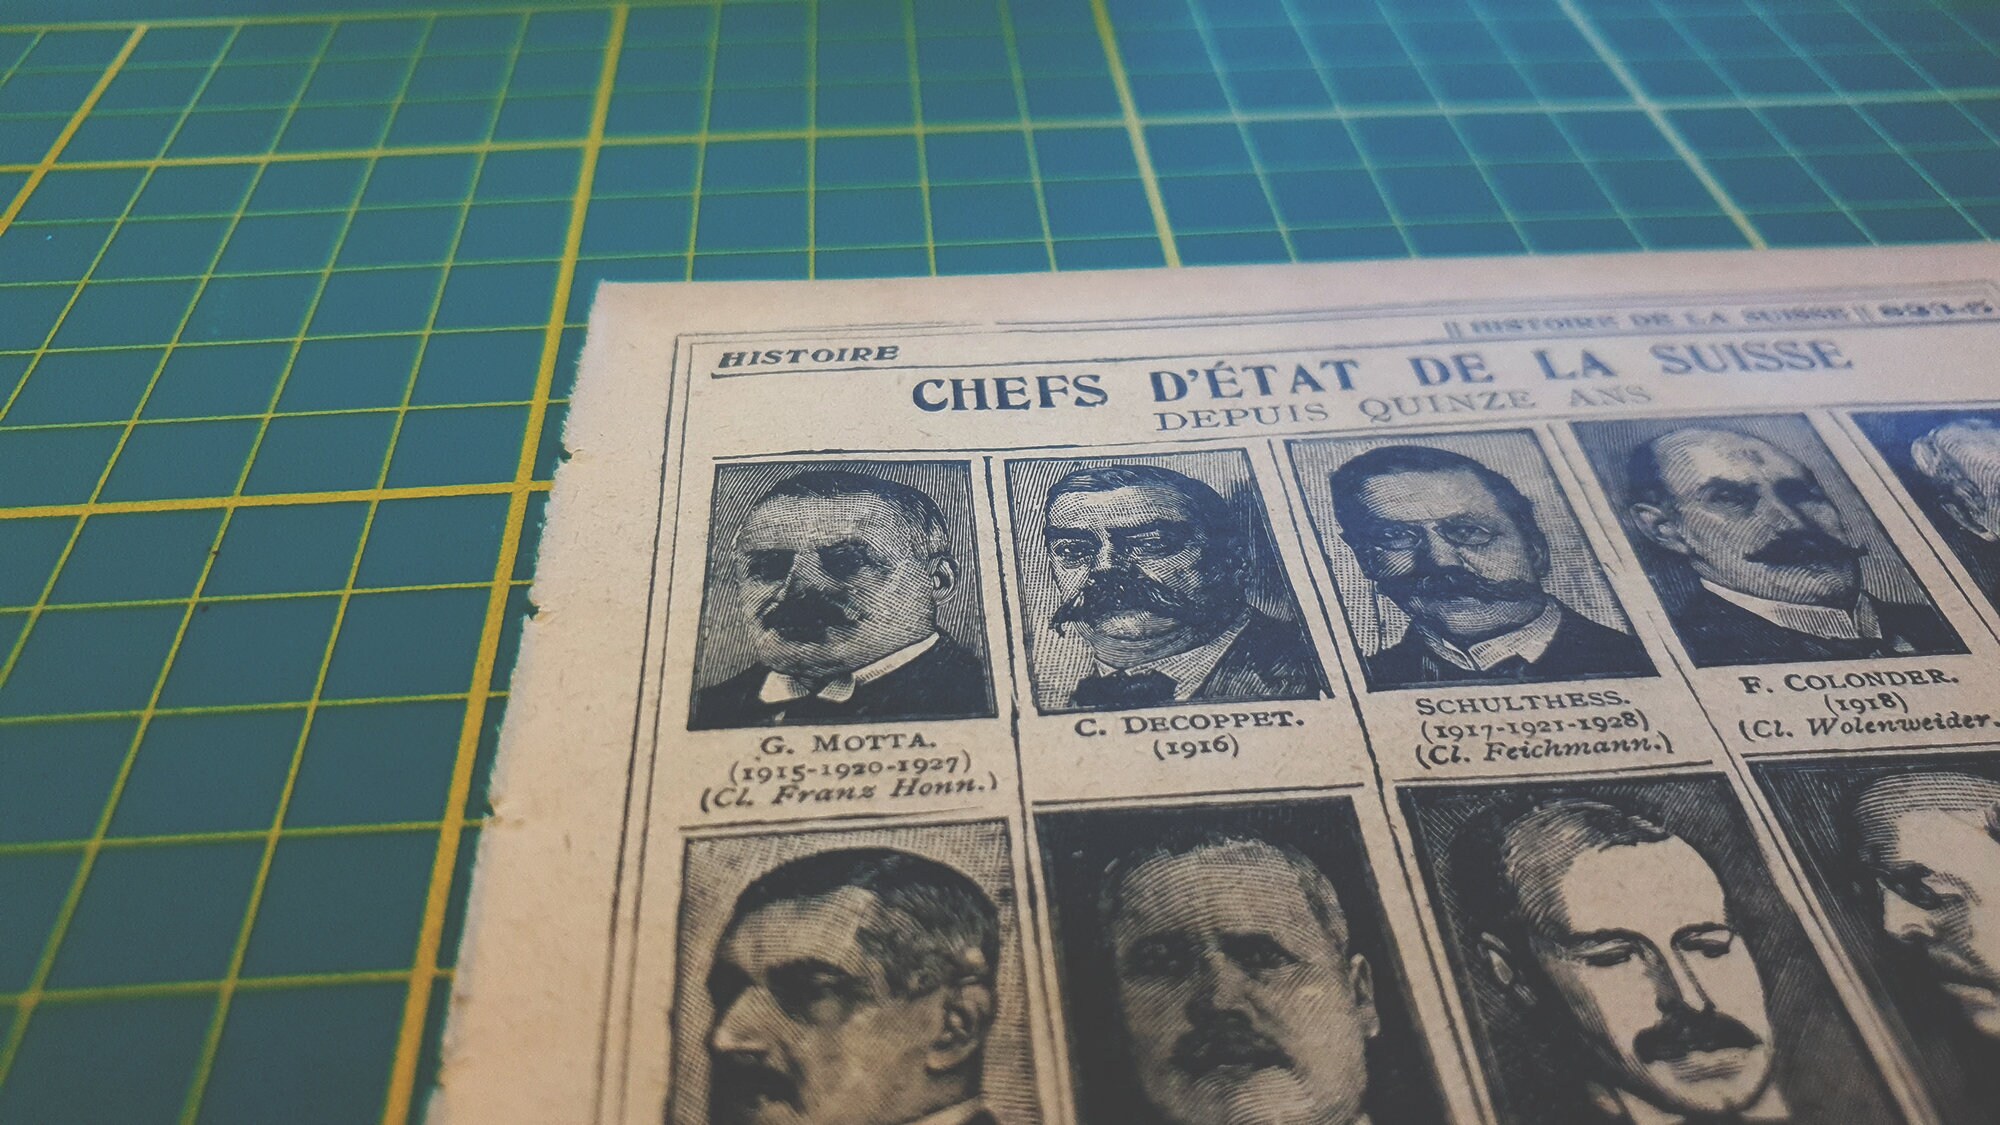 HISTOIRE
|| HISTOIRE DE LA SUISSE ||
CHEFS D'ÉTAT DE LA SUISSE
DEPUIS QUINZE ANS
G. MOTTA.
(1915-1920-1927)
(Cl. Franz Honn.)
C. DECOPPET.
(1916)
SCHULTHESS.
(1917-1921-1928)
(Cl. Feichmann.)
F. COLONDER.
(1918)
(Cl. Wolenweider.